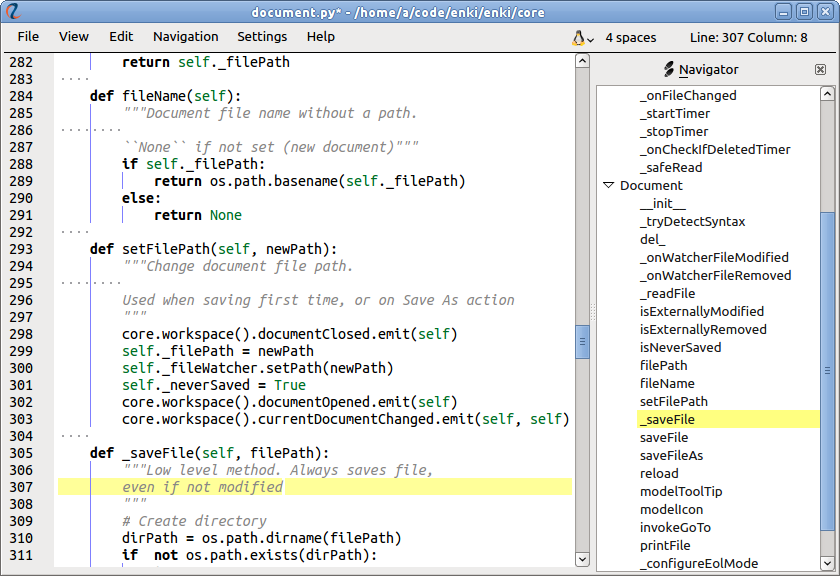 document.py* - /home/a/code/enki/enki/core
File View Edit Navigation Settings Help 4 spaces Line: 307 Column: 8
282 return self._filePath
283
284 def fileName(self):
285 """Document file name without a path.
286
287 ``None`` if not set (new document)"""
288 if self._filePath:
289 return os.path.basename(self._filePath)
290 else:
291 return None
292
293 def setFilePath(self, newPath):
294 """Change document file path.
295
296 Used when saving first time, or on Save As action
297 """
298 core.workspace().documentClosed.emit(self)
299 self._filePath = newPath
300 self._fileWatcher.setPath(newPath)
301 self._neverSaved = True
302 core.workspace().documentOpened.emit(self)
303 core.workspace().currentDocumentChanged.emit(self, self)
304
305 def _saveFile(self, filePath):
306 """Low level method. Always saves file,
307 even if not modified
308 """
309 # Create directory
310 dirPath = os.path.dirname(filePath)
311 if  not os.path.exists(dirPath):
Navigator
_onFileChanged
_startTimer
_stopTimer
_onCheckIfDeletedTimer
_safeRead
Document
__init__
_tryDetectSyntax
del_
_onWatcherFileModified
_onWatcherFileRemoved
_readFile
isExternallyModified
isExternallyRemoved
isNeverSaved
filePath
fileName
setFilePath
_saveFile
saveFile
saveFileAs
reload
modelToolTip
modelIcon
invokeGoTo
printFile
_configureEolMode